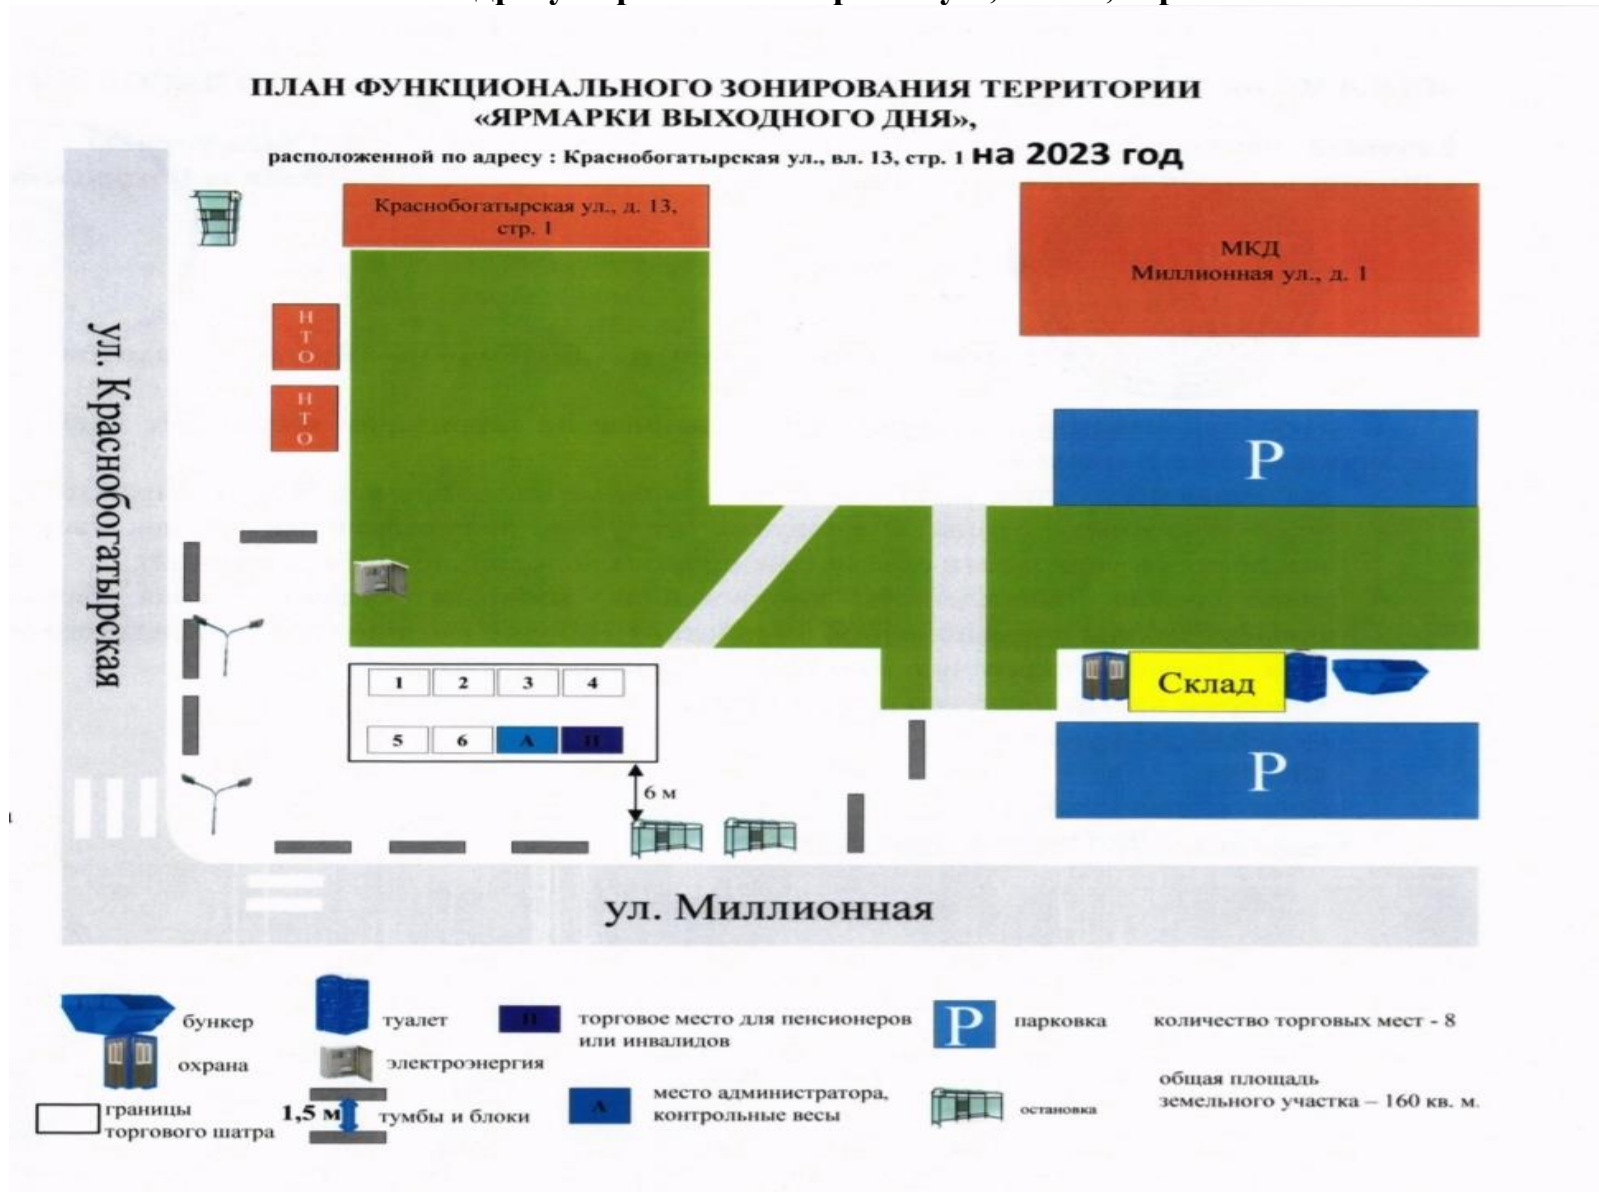 ПЛАН ФУНКЦИОНАЛЬНОГО ЗОНИРОВАНИЯ ТЕРРИТОРИИ
«ЯРМАРКИ ВЫХОДНОГО ДНЯ»,
расположенной по адресу : Краснобогатырская ул., вл. 13, стр. 1 на 2023 год
Краснобогатырская ул., д. 13,
стр. 1
МКД
Миллионная ул., д. 1
НТО
НТО
ул. Краснобогатырская
P
1 2 3 4
5 6 А П
Склад
P
6 м
ул. Миллионная
бункер
охрана
границы
торгового шатра
туалет
электроэнергия
1,5 м
тумбы и блоки
П
торговое место для пенсионеров
или инвалидов
А
место администратора,
контрольные весы
P
парковка
остановка
количество торговых мест - 8
общая площадь
земельного участка – 160 кв. м.